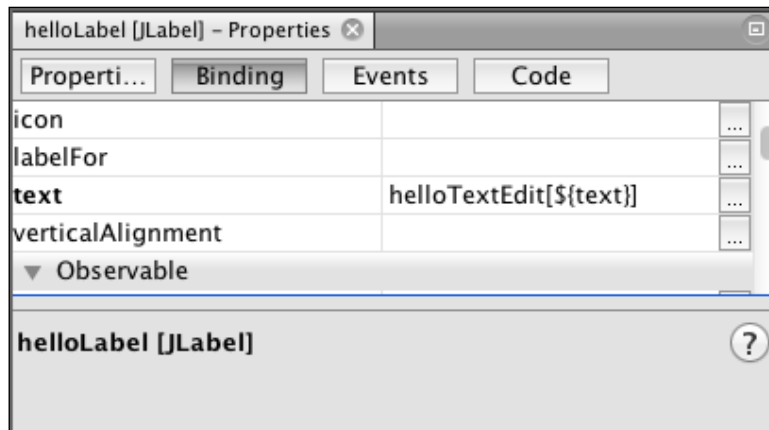 helloLabel [JLabel] – Properties
Properti... Binding Events Code
icon ...
labelFor ...
text helloTextEdit[${text}] ...
verticalAlignment ...
Observable
helloLabel [JLabel] ?